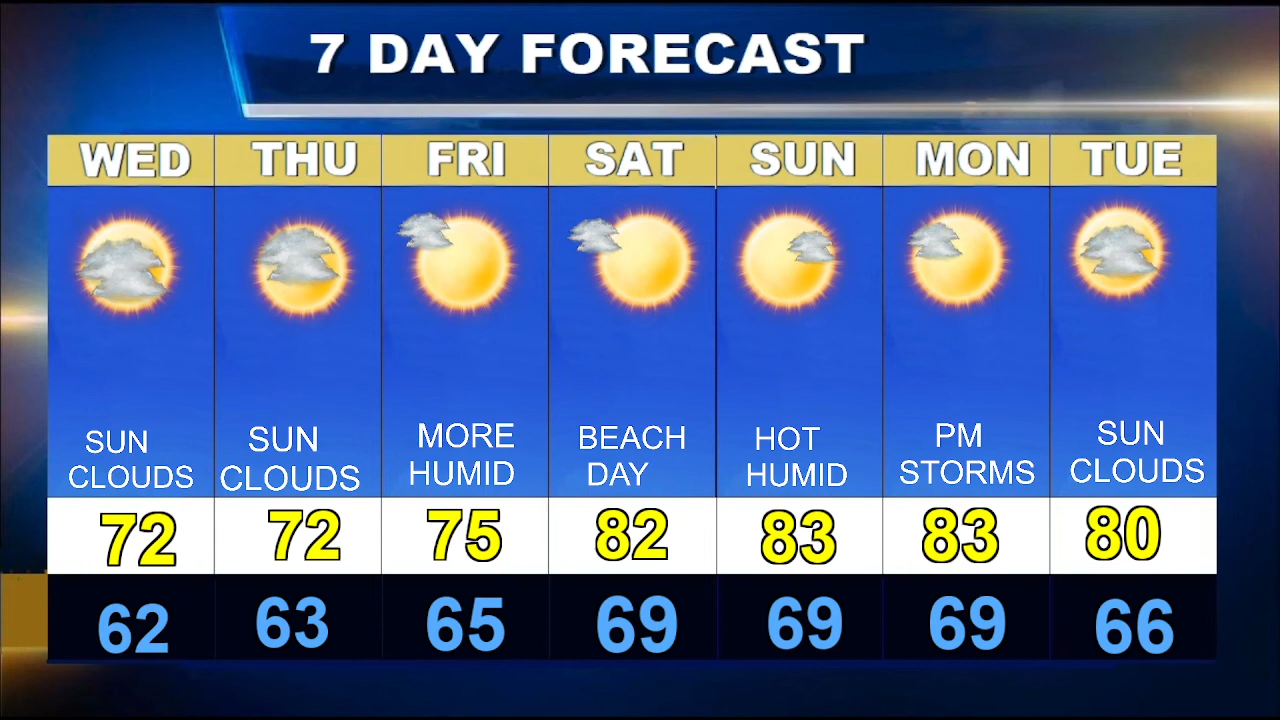 7 DAY FORECAST
WED THU FRI SAT SUN MON TUE
SUN CLOUDS
SUN CLOUDS
MORE HUMID
BEACH DAY
HOT HUMID
PM STORMS
SUN CLOUDS
72 72 75 82 83 83 80
62 63 65 69 69 69 66